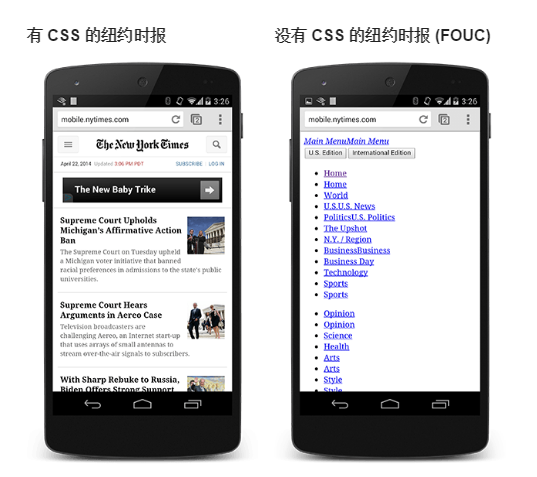 有 CSS 的纽约时报
没有 CSS 的纽约时报 (FOUC)
3:26
mobile.nytimes.com
2
The New York Times
April 22, 2014 Updated 3:06 PM PDT
SUBSCRIBE
LOG IN
The New Baby Trike
Supreme Court Upholds
Michigan's Affirmative Action
Ban
The Supreme Court on Tuesday upheld
a Michigan voter initiative that banned
racial preferences in admissions to the state's public
universities.
Supreme Court Hears
Arguments in Aereo Case
Television broadcasters are
challenging Aereo, an Internet start-up
that uses arrays of small antennas to
stream over-the-air signals to subscribers.
With Sharp Rebuke to Russia,
Biden Offers Strong Support
3:26
mobile.nytimes.com
2
Main MenuMain Menu
U.S. Edition
International Edition
Home
Home
World
U.S.U.S. News
PoliticsU.S. Politics
The Upshot
N.Y. / Region
BusinessBusiness
Business Day
Technology
Sports
Sports
Opinion
Opinion
Science
Health
Arts
Arts
Style
Style